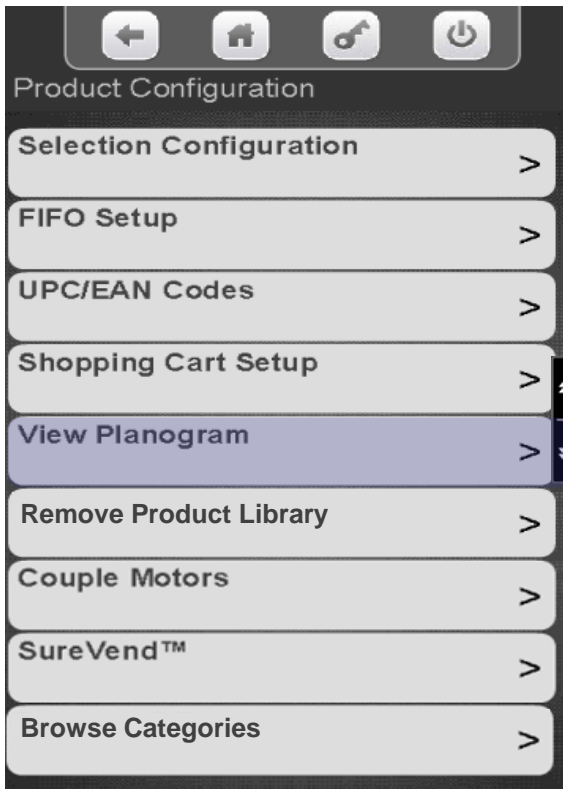 Product Configuration
Selection Configuration
>
FIFO Setup
>
UPC/EAN Codes
>
Shopping Cart Setup
>
View Planogram
>
Remove Product Library
>
Couple Motors
>
SureVend™
>
Browse Categories
>